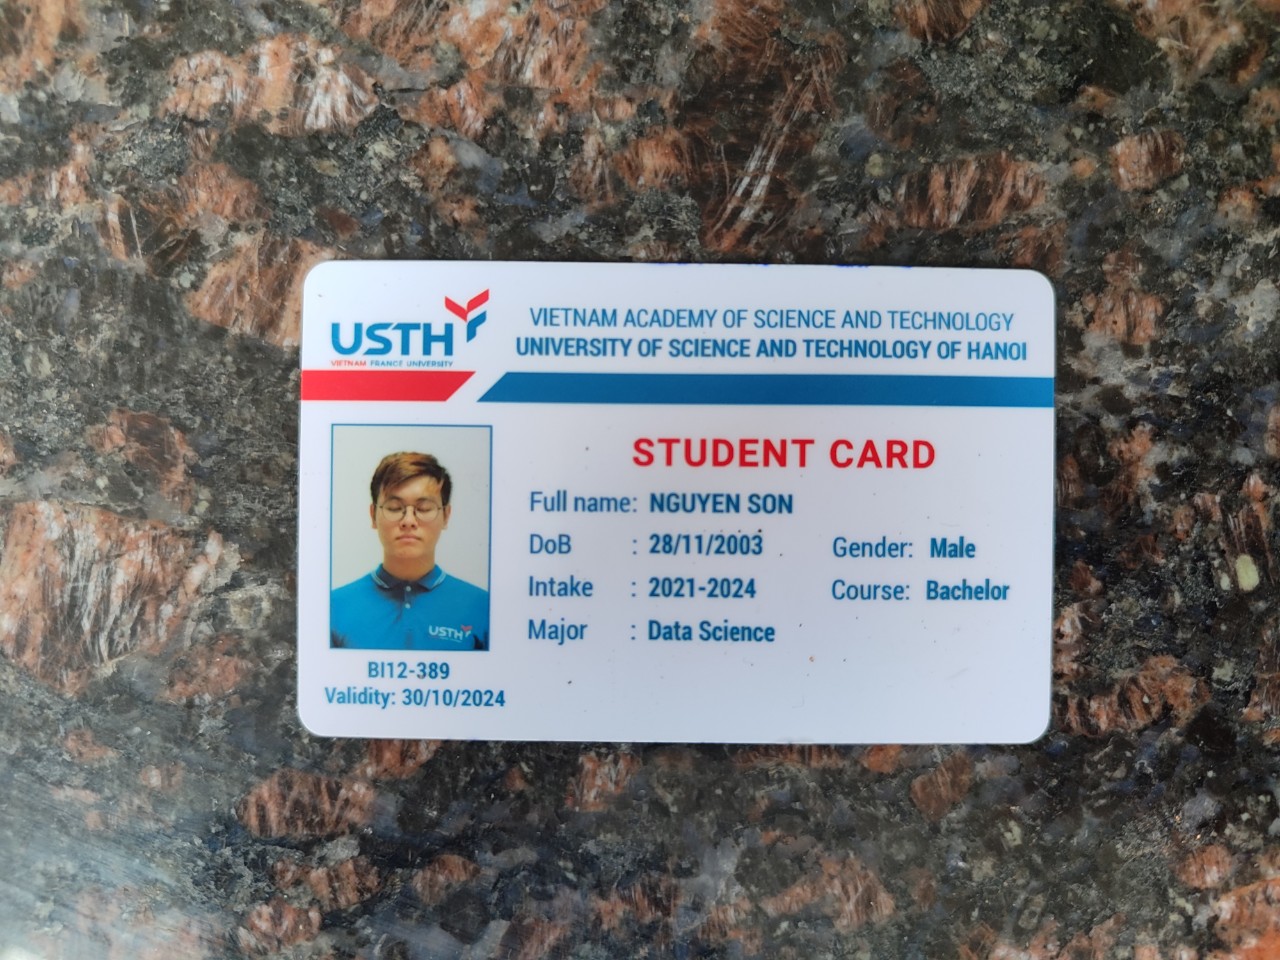 USTH
VIETNAM FRANCE UNIVERSITY
VIETNAM ACADEMY OF SCIENCE AND TECHNOLOGY
UNIVERSITY OF SCIENCE AND TECHNOLOGY OF HANOI
STUDENT CARD
Full name: NGUYEN SON
DoB : 28/11/2003 Gender: Male
Intake : 2021-2024 Course: Bachelor
Major : Data Science
USTH
BI12-389
Validity: 30/10/2024